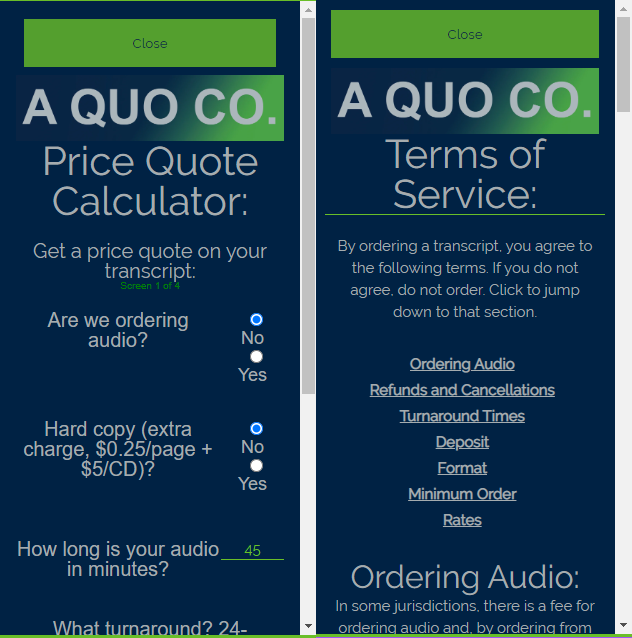 Close
A QUO CO.
Price Quote
Calculator:
Get a price quote on your
transcript:
Screen 1 of 4
Are we ordering
audio?
No
Yes
Hard copy (extra
charge, $0.25/page +
$5/CD)?
No
Yes
How long is your audio
in minutes?
45
What turnaround? 24-
Close
A QUO CO.
Terms of
Service:
By ordering a transcript, you agree to
the following terms. If you do not
agree, do not order. Click to jump
down to that section.
Ordering Audio
Refunds and Cancellations
Turnaround Times
Deposit
Format
Minimum Order
Rates
Ordering Audio:
In some jurisdictions, there is a fee for
ordering audio and, by ordering from